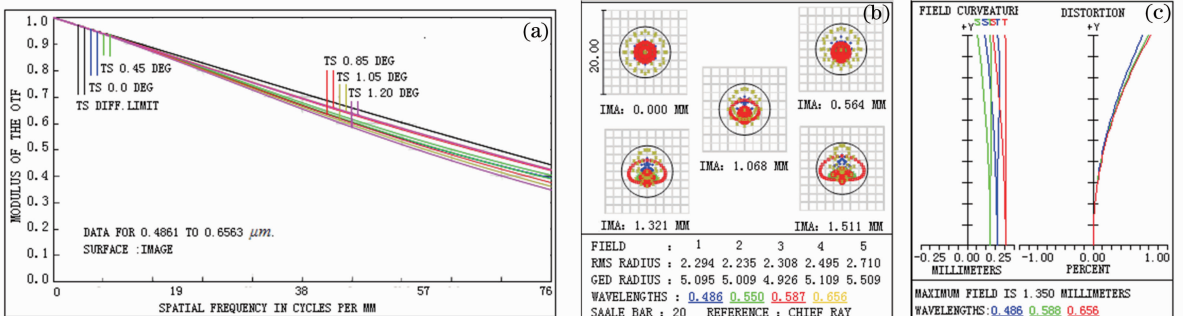 (a)
1.0
0.9
0.8
0.7
0.6
0.5
0.4
0.3
0.2
0.1
0.0
MODULUS OF THE OTF
TS 0.45 DEG
TS 0.0 DEG
TS DIFF.LIMIT
TS 0.85 DEG
TS 1.05 DEG
TS 1.20 DEG
DATA FOR 0.4861 TO 0.6563 μm.
SURFACE :IMAGE
0 19 38 57 76
SPATIAL FREQUENCY IN CYCLES PER MM
(b)
20.00
IMA: 0.000 MM
IMA: 0.564 MM
IMA: 1.068 MM
IMA: 1.321 MM
IMA: 1.511 MM
FIELD : 1 2 3 4 5
RMS RADIUS : 2.294 2.235 2.308 2.495 2.710
GEO RADIUS : 5.095 5.009 4.926 5.109 5.509
WAVELENGTHS : 0.486 0.550 0.587 0.656
SAALE BAR : 20 REFERENCE : CHIEF RAY
(c)
FIELD CURVEATURE
+Y
-0.25 0.00 0.25
MILLIMETERS
DISTORTION
+Y
-1.00 0.00 1.00
PERCENT
MAXIMUM FIELD IS 1.350 MILLIMETERS
WAVELENGTHS:0.486 0.588 0.656